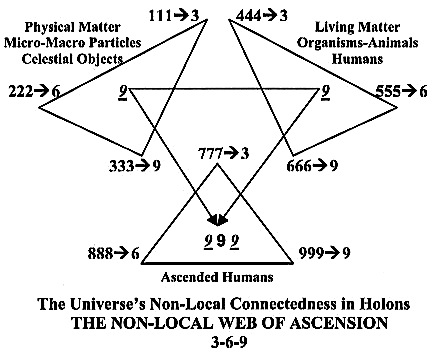 Physical Matter
Micro-Macro Particles
Celestial Objects
111→3
444→3
Living Matter
Organisms-Animals
Humans
222→6
9
9
555→6
333→9
777→3
666→9
9 9 9
888→6
999→9
Ascended Humans
The Universe's Non-Local Connectedness in Holons
THE NON-LOCAL WEB OF ASCENSION
3-6-9